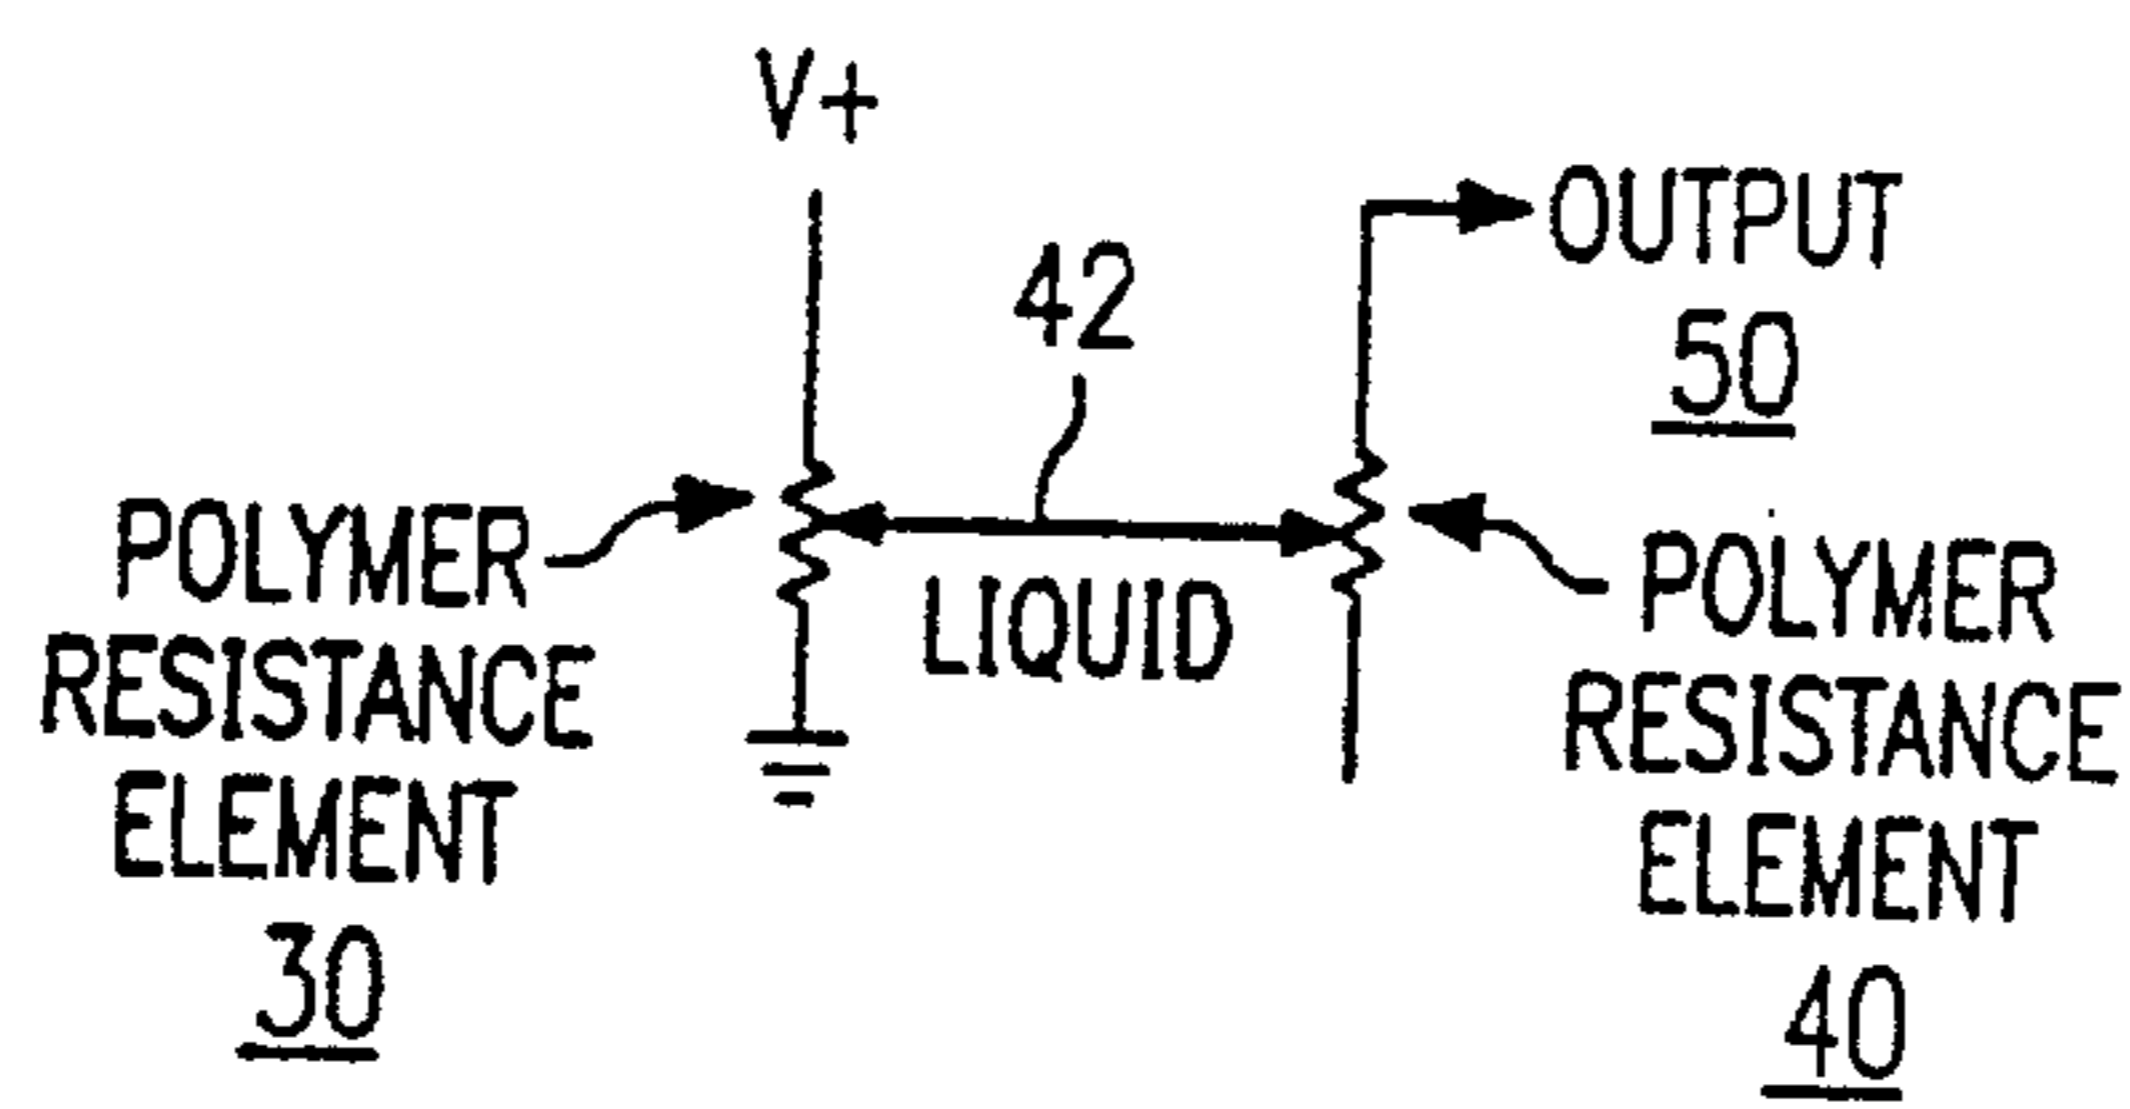 V+
OUTPUT
50
42
POLYMER
RESISTANCE
ELEMENT
30
LIQUID
POLYMER
RESISTANCE
ELEMENT
40